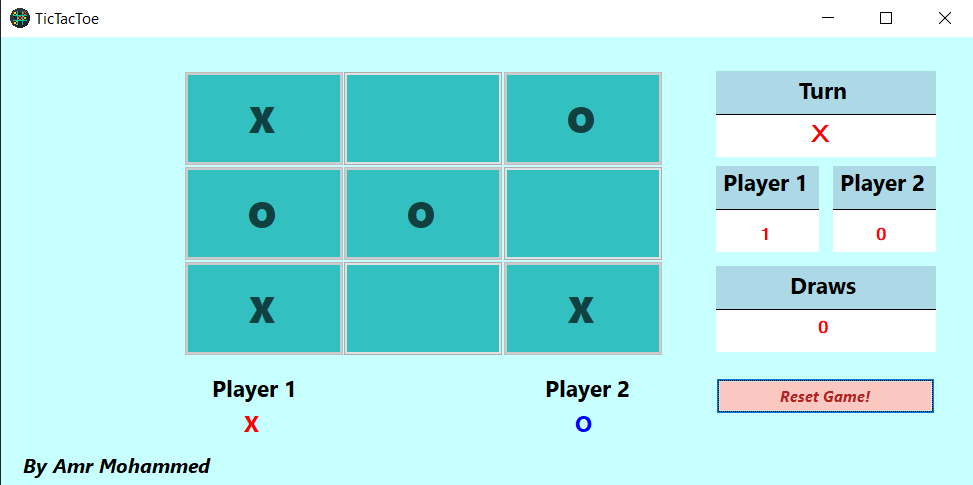 TicTacToe
X O
O O
X X
Turn
X
Player 1 Player 2
1 0
Draws
0
Reset Game!
Player 1 Player 2
X O
By Amr Mohammed